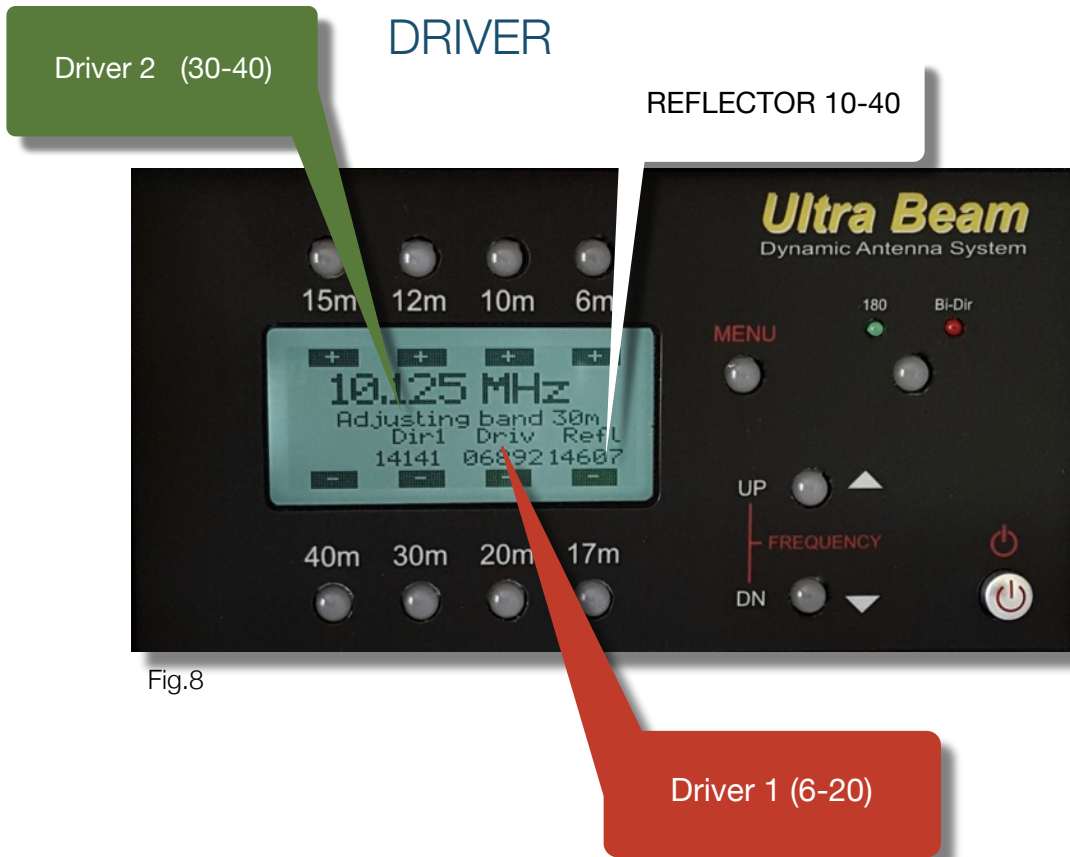 DRIVER
Driver 2 (30-40)
REFLECTOR 10-40
Ultra Beam
Dynamic Antenna System
15m 12m 10m 6m
180 Bi-Dir
MENU
+ + + +
10.125 MHz
Adjusting band 30m
Dir1 Driv Refl
14141 06892 14607
- - - -
UP
FREQUENCY
DN
40m 30m 20m 17m
Fig.8
Driver 1 (6-20)